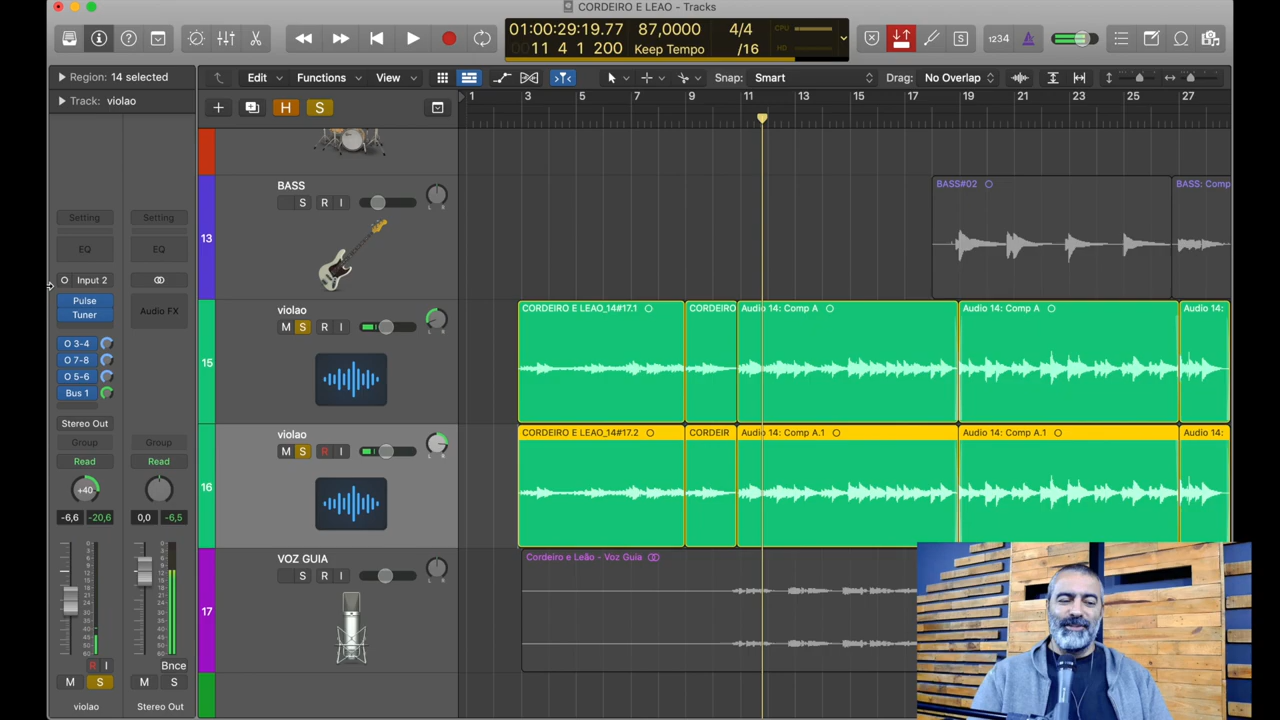 CORDEIRO E LEAO - Tracks
01:00:29:19.77
11 4 1 200
87,0000
Keep Tempo
4/4
/16
CPU
HD
1234
Region: 14 selected
Track: violao
Edit
Functions
View
Snap: Smart
Drag: No Overlap
H
S
1 3 5 7 9 11 13 15 17 19 21 23 25 27
Setting
Setting
EQ
EQ
Input 2
Pulse
Tuner
Audio FX
O 3-4
O 7-8
O 5-6
Bus 1
Stereo Out
Group
Group
Read
Read
+40
-6,6 -20,6
0,0 -6,5
R I
Bnce
M S
M S
violao
Stereo Out
13
BASS
S R I
L R
BASS#02
BASS: Comp
15
violao
M S R I
L R
CORDEIRO E LEAO_14#17.1
CORDEIRO
Audio 14: Comp A
Audio 14: Comp A
Audio 14:
16
violao
M S R I
L R
CORDEIRO E LEAO_14#17.2
CORDEIR
Audio 14: Comp A.1
Audio 14: Comp A.1
Audio 14:
17
VOZ GUIA
S R I
L R
Cordeiro e Leão - Voz Guia